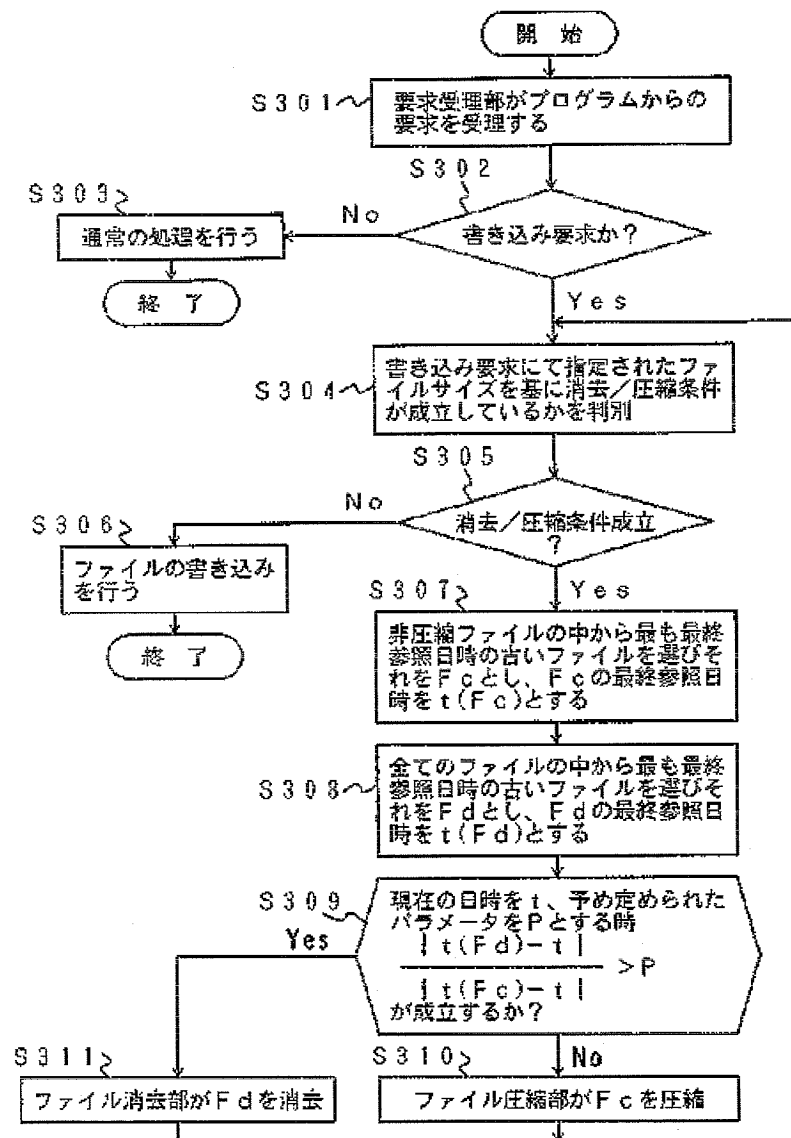 開 始
S301
要求受理部がプログラムからの
要求を受理する
S302
書き込み要求か？
No
S303
通常の処理を行う
終 了
Yes
S304
書き込み要求にて指定されたファ
イルサイズを基に消去／圧縮条件
が成立しているかを判別
S305
消去／圧縮条件成立
？
No
S306
ファイルの書き込み
を行う
終 了
Yes
S307
非圧縮ファイルの中から最も最終
参照日時の古いファイルを選びそ
れをＦｃとし、Ｆｃの最終参照日
時をｔ(Ｆｃ)とする
S308
全てのファイルの中から最も最終
参照日時の古いファイルを選びそ
れをＦｄとし、Ｆｄの最終参照日
時をｔ(Ｆｄ)とする
S309
現在の日時をｔ、予め定められた
パラメータをＰとする時
|ｔ(Ｆｄ)−ｔ|
>P
|ｔ(Ｆｃ)−ｔ|
が成立するか？
Yes
No
S311
ファイル消去部がＦｄを消去
S310
ファイル圧縮部がＦｃを圧縮